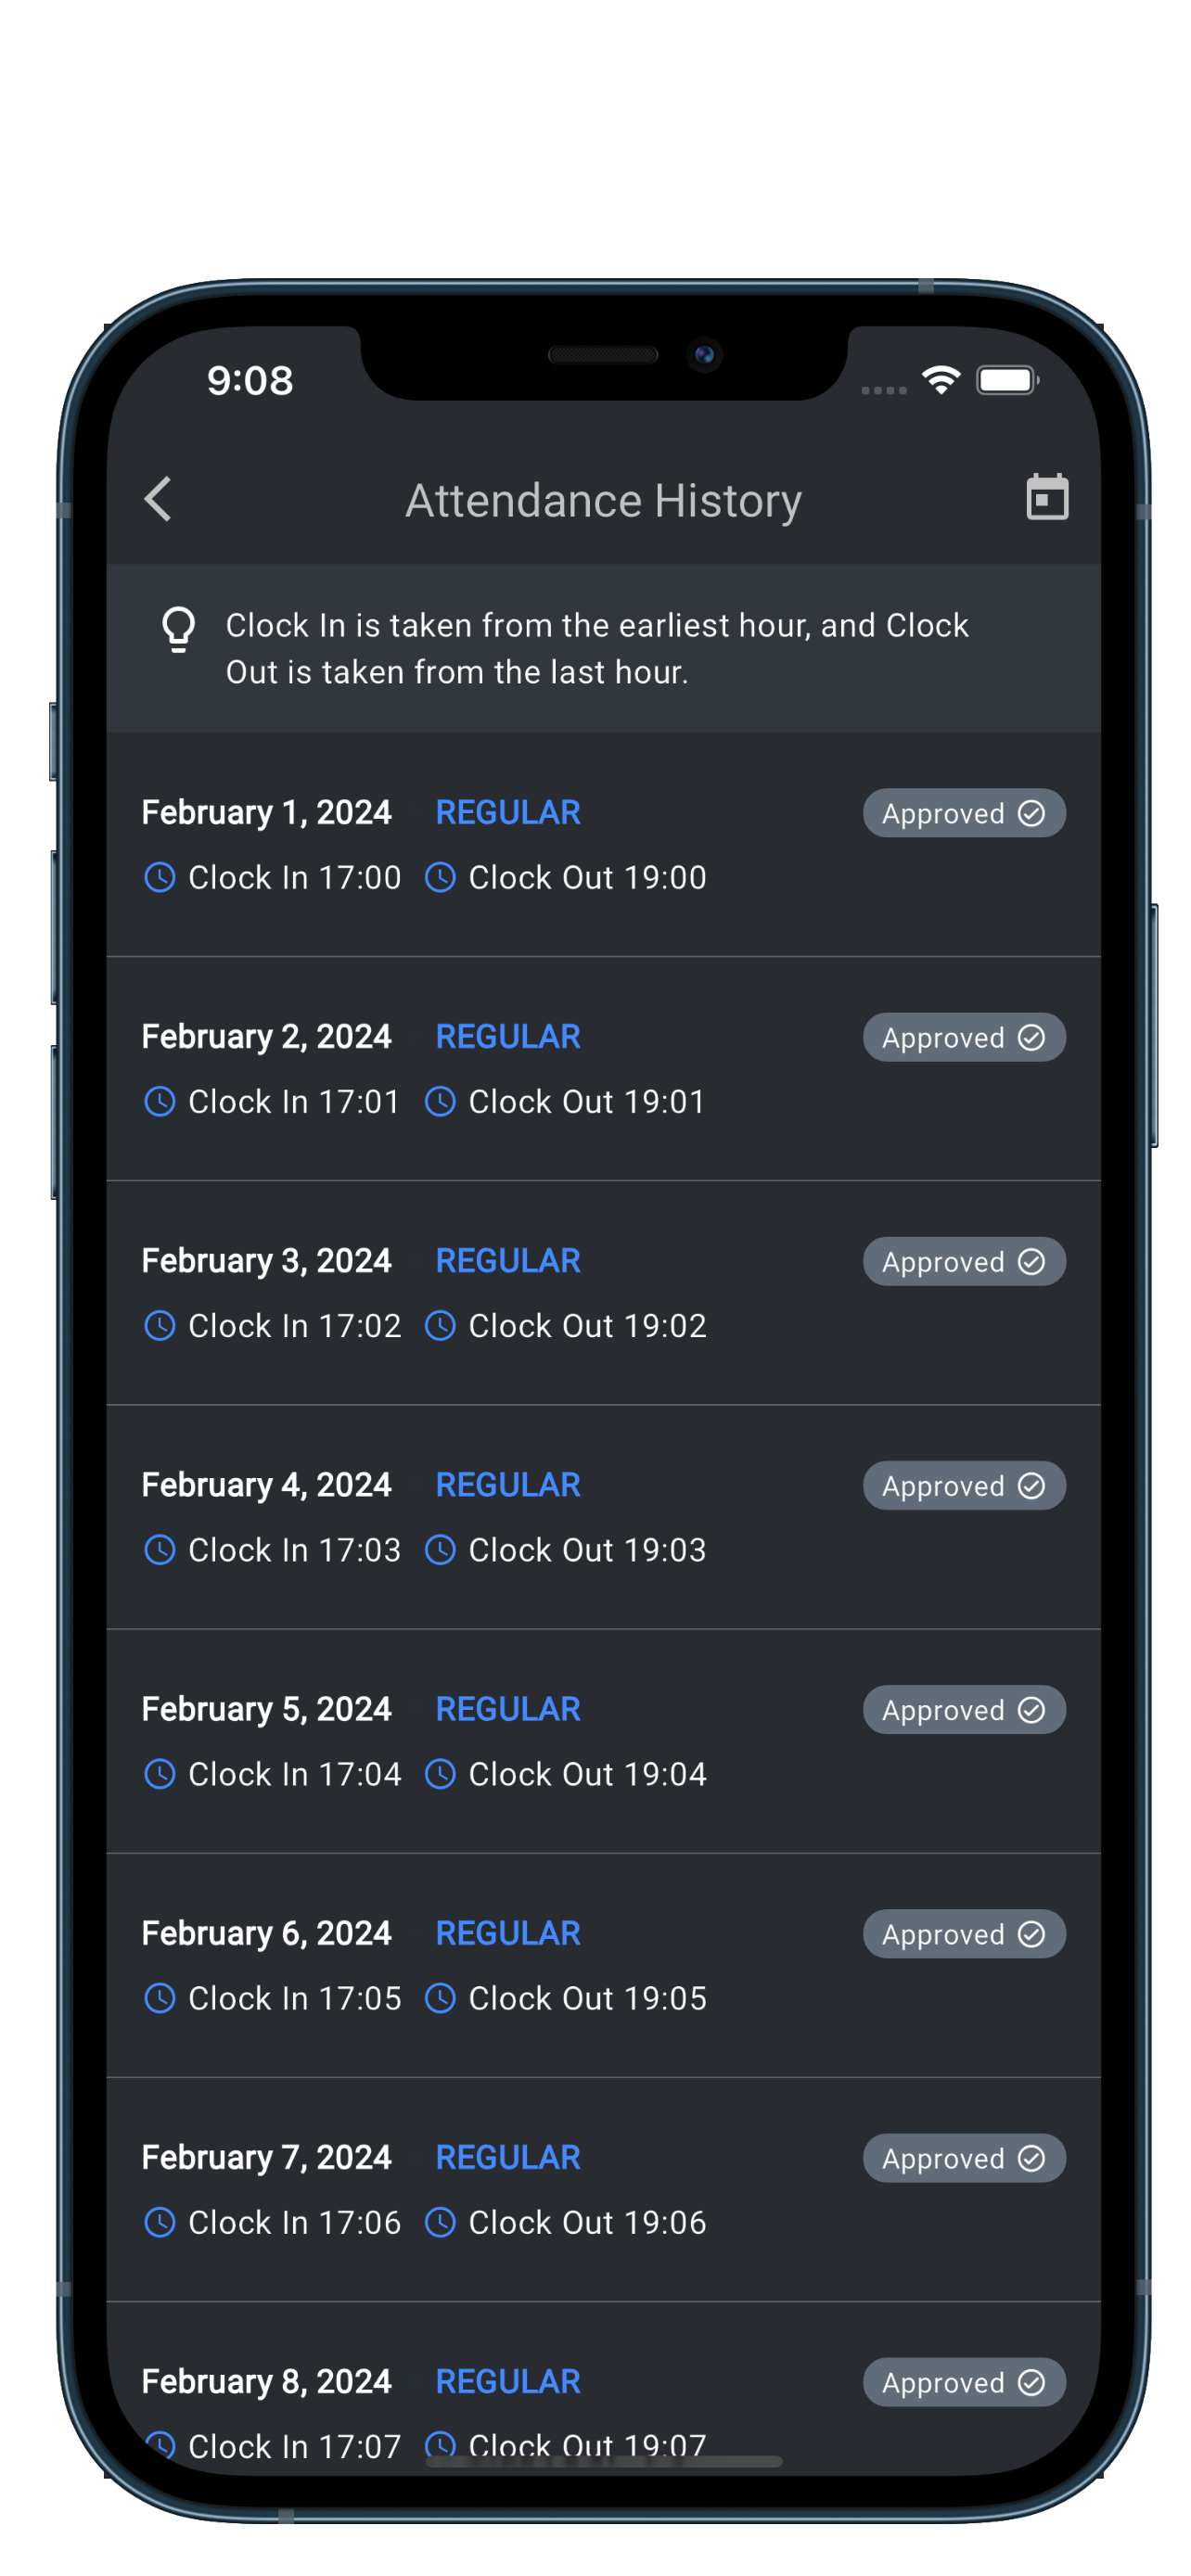 9:08
Attendance History
Clock In is taken from the earliest hour, and Clock
Out is taken from the last hour.
February 1, 2024 REGULAR Approved
Clock In 17:00 Clock Out 19:00
February 2, 2024 REGULAR Approved
Clock In 17:01 Clock Out 19:01
February 3, 2024 REGULAR Approved
Clock In 17:02 Clock Out 19:02
February 4, 2024 REGULAR Approved
Clock In 17:03 Clock Out 19:03
February 5, 2024 REGULAR Approved
Clock In 17:04 Clock Out 19:04
February 6, 2024 REGULAR Approved
Clock In 17:05 Clock Out 19:05
February 7, 2024 REGULAR Approved
Clock In 17:06 Clock Out 19:06
February 8, 2024 REGULAR Approved
Clock In 17:07 Clock Out 19:07